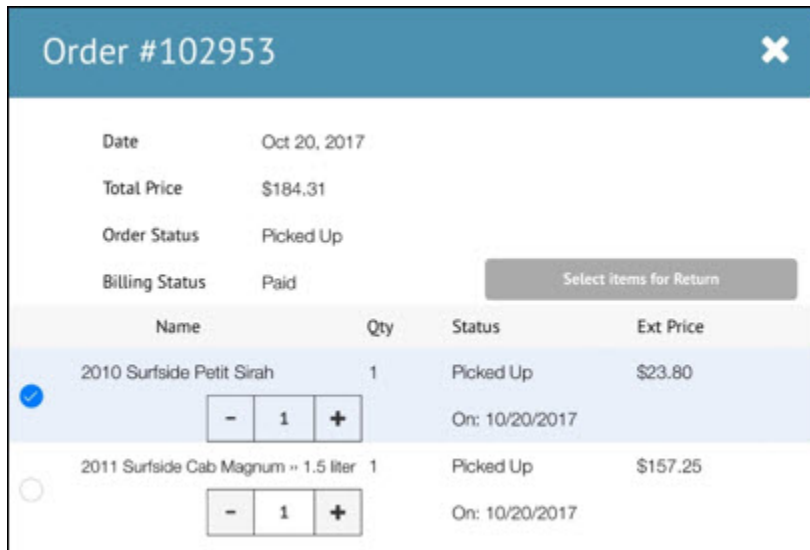 Order #102953
Date Oct 20, 2017
Total Price $184.31
Order Status Picked Up
Billing Status Paid
Select items for Return
Name Qty Status Ext Price
2010 Surfside Petit Sirah 1 Picked Up $23.80
- 1 + On: 10/20/2017
2011 Surfside Cab Magnum ·· 1.5 liter 1 Picked Up $157.25
- 1 + On: 10/20/2017